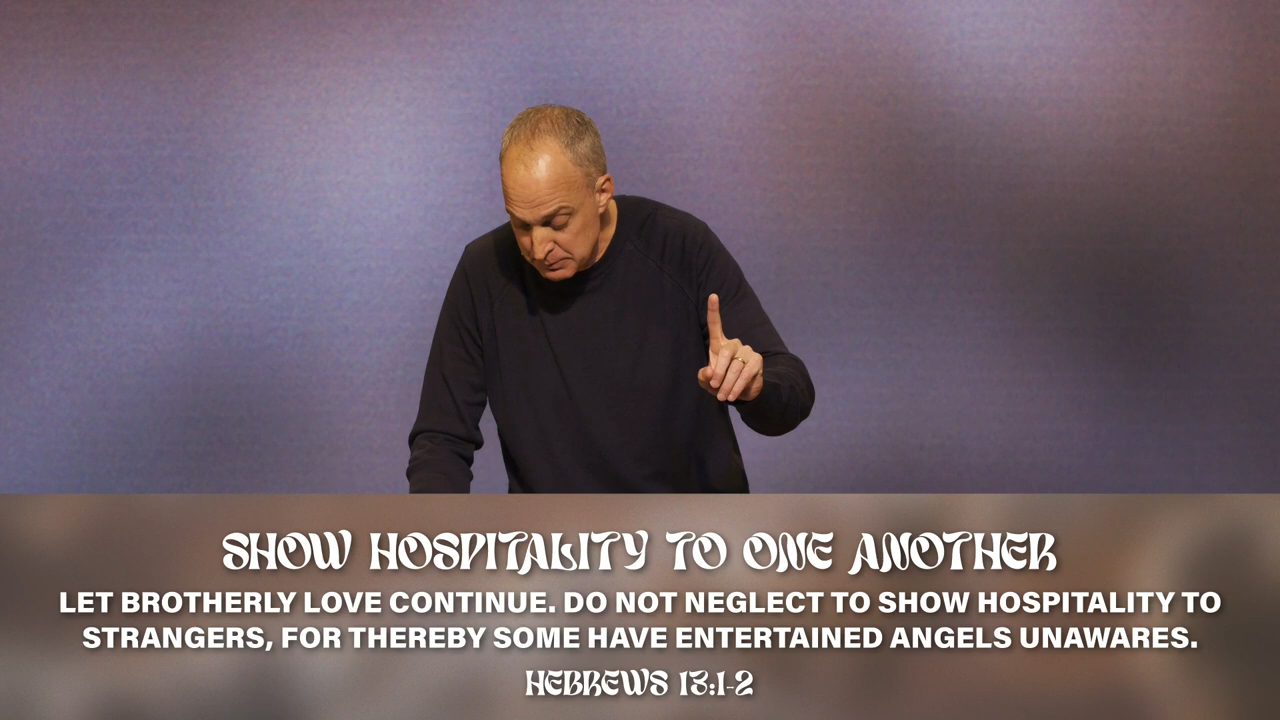 SHOW HOSPITALITY TO ONE ANOTHER
LET BROTHERLY LOVE CONTINUE. DO NOT NEGLECT TO SHOW HOSPITALITY TO
STRANGERS, FOR THEREBY SOME HAVE ENTERTAINED ANGELS UNAWARES.
HEBREWS 13:1-2